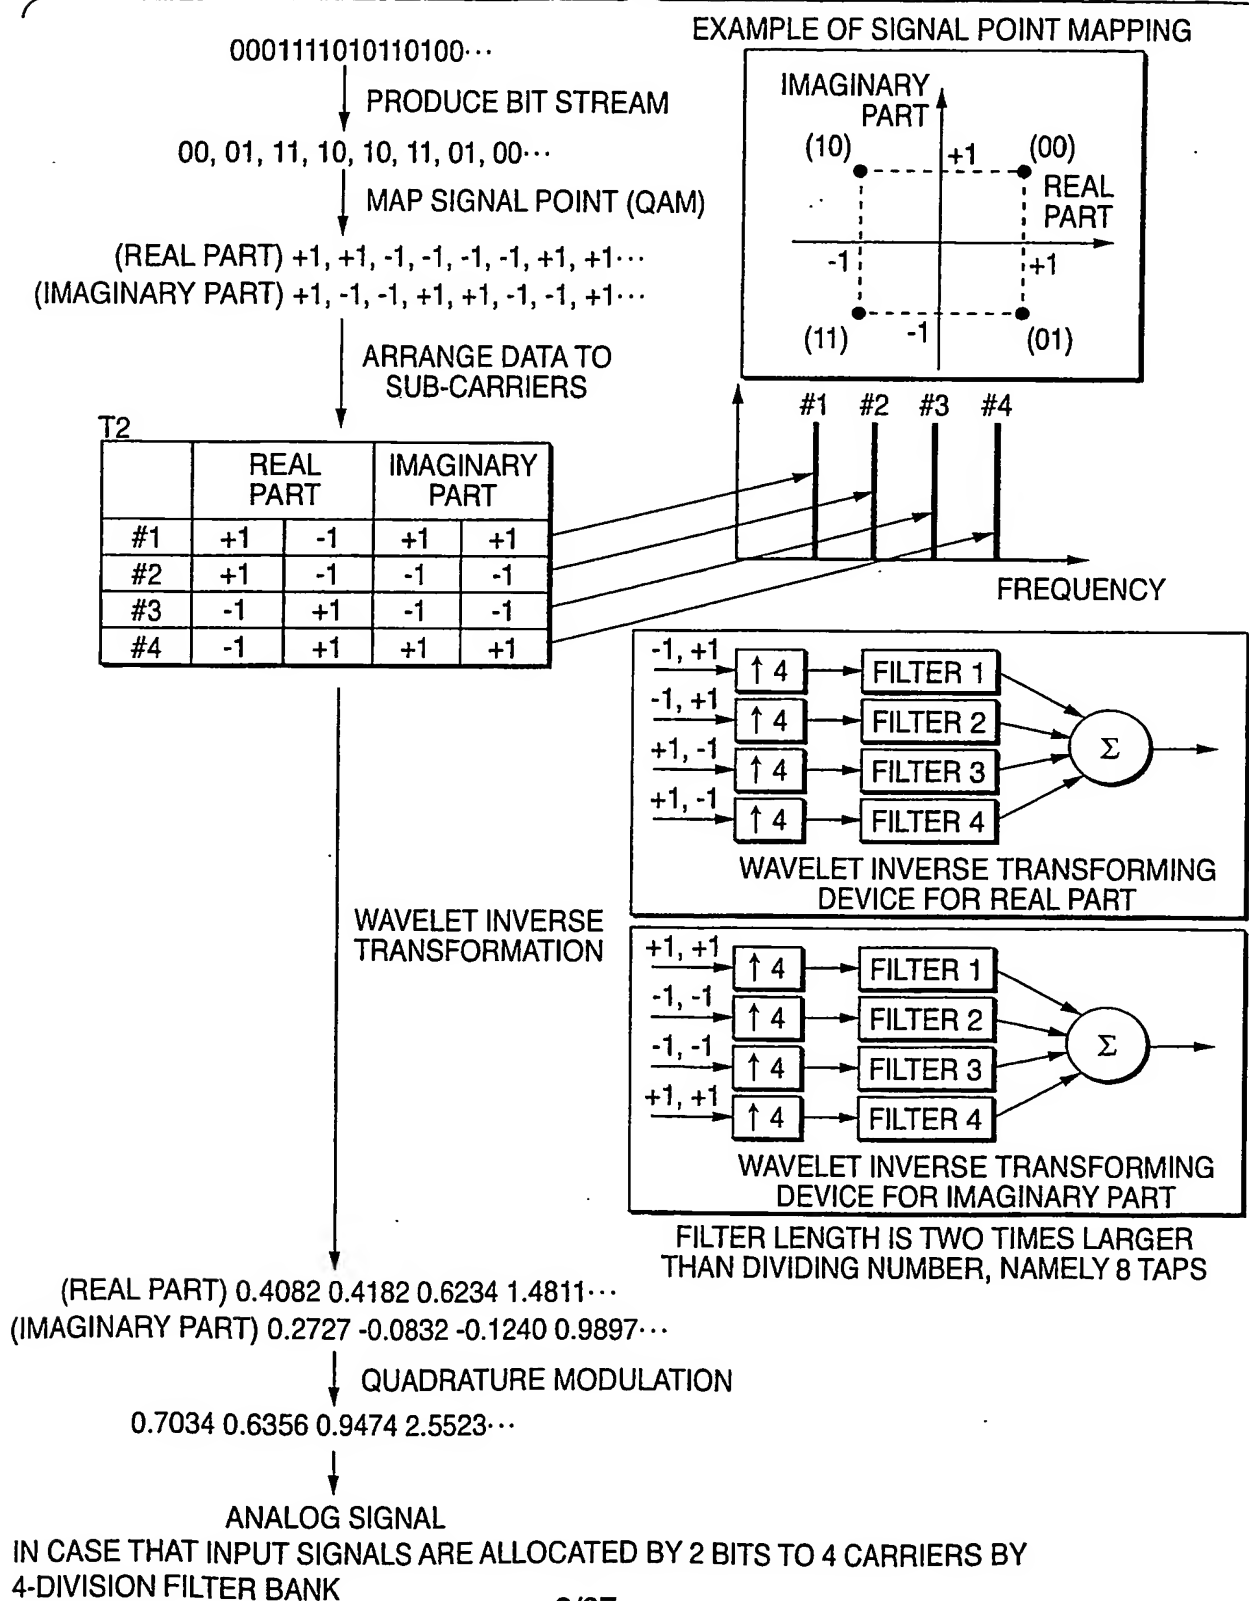 0001111010110100···
PRODUCE BIT STREAM
00, 01, 11, 10, 10, 11, 01, 00···
MAP SIGNAL POINT (QAM)
(REAL PART) +1, +1, -1, -1, -1, -1, +1, +1···
(IMAGINARY PART) +1, -1, -1, +1, +1, -1, -1, +1···
ARRANGE DATA TO
SUB-CARRIERS
EXAMPLE OF SIGNAL POINT MAPPING
IMAGINARY
PART
(10)
+1
(00)
REAL
PART
-1
+1
(11)
-1
(01)
#1 #2 #3 #4
FREQUENCY
T2
REAL
PART
IMAGINARY
PART
#1 +1 -1 +1 +1
#2 +1 -1 -1 -1
#3 -1 +1 -1 -1
#4 -1 +1 +1 +1
-1, +1 ↑ 4 FILTER 1
-1, +1 ↑ 4 FILTER 2
Σ
+1, -1 ↑ 4 FILTER 3
+1, -1 ↑ 4 FILTER 4
WAVELET INVERSE TRANSFORMING
DEVICE FOR REAL PART
WAVELET INVERSE
TRANSFORMATION
+1, +1 ↑ 4 FILTER 1
-1, -1 ↑ 4 FILTER 2
Σ
-1, -1 ↑ 4 FILTER 3
+1, +1 ↑ 4 FILTER 4
WAVELET INVERSE TRANSFORMING
DEVICE FOR IMAGINARY PART
FILTER LENGTH IS TWO TIMES LARGER
THAN DIVIDING NUMBER, NAMELY 8 TAPS
(REAL PART) 0.4082 0.4182 0.6234 1.4811···
(IMAGINARY PART) 0.2727 -0.0832 -0.1240 0.9897···
QUADRATURE MODULATION
0.7034 0.6356 0.9474 2.5523···
ANALOG SIGNAL
IN CASE THAT INPUT SIGNALS ARE ALLOCATED BY 2 BITS TO 4 CARRIERS BY
4-DIVISION FILTER BANK